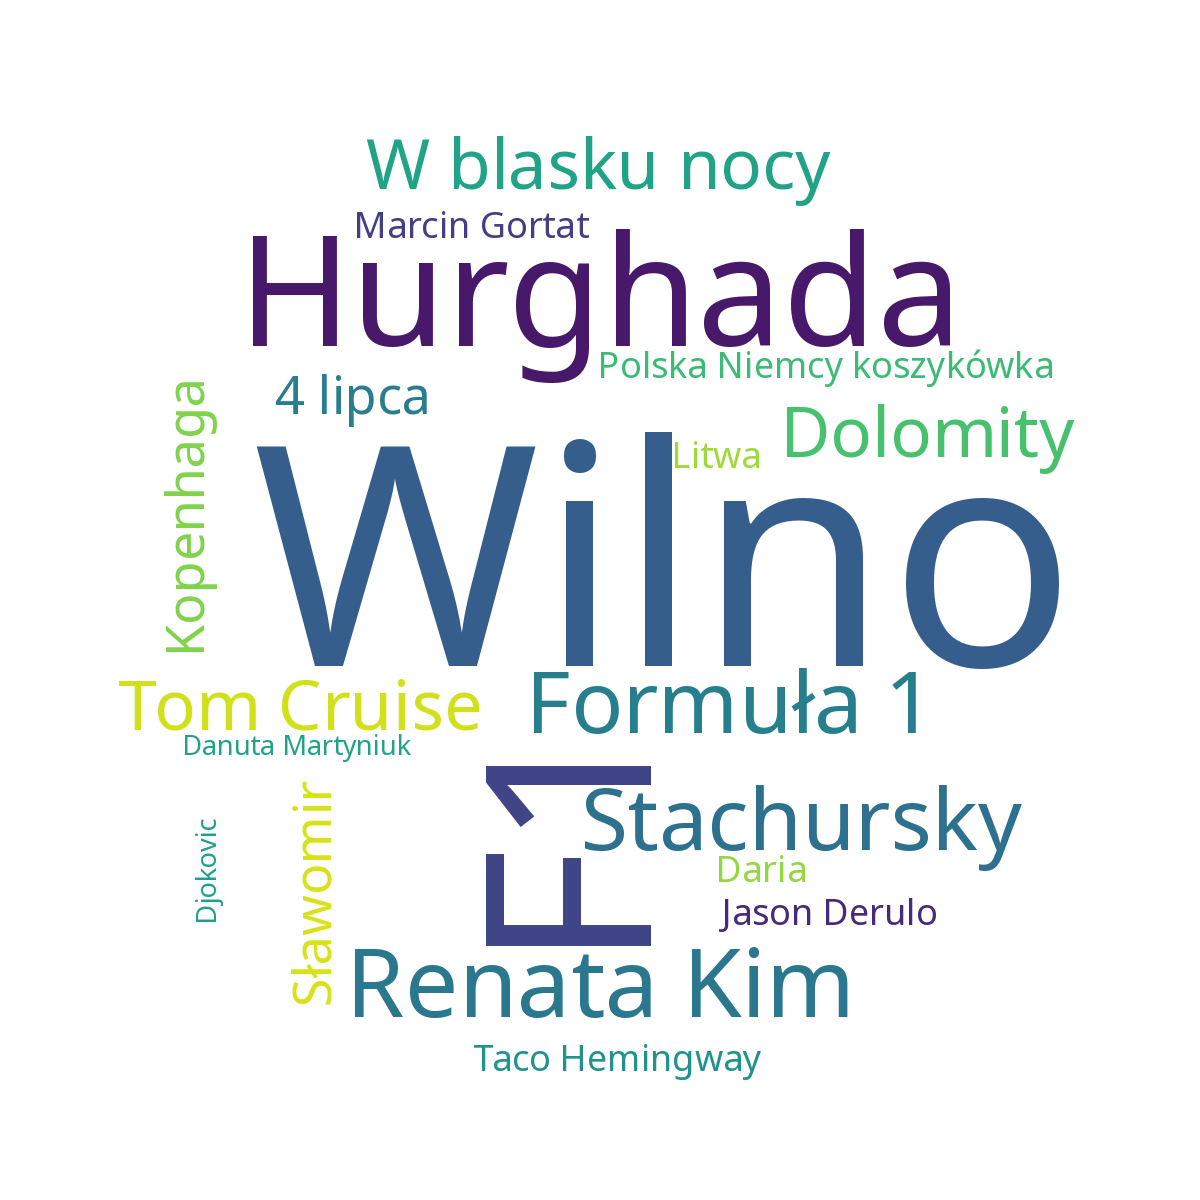 W blasku nocy
Marcin Gortat
Hurghada
Polska Niemcy koszykówka
4 lipca
Kopenhaga
Dolomity
Litwa
Wilno
Tom Cruise
Formuła 1
Danuta Martyniuk
F1
Stachursky
Sławomir
Djokovic
Daria
Jason Derulo
Renata Kim
Taco Hemingway